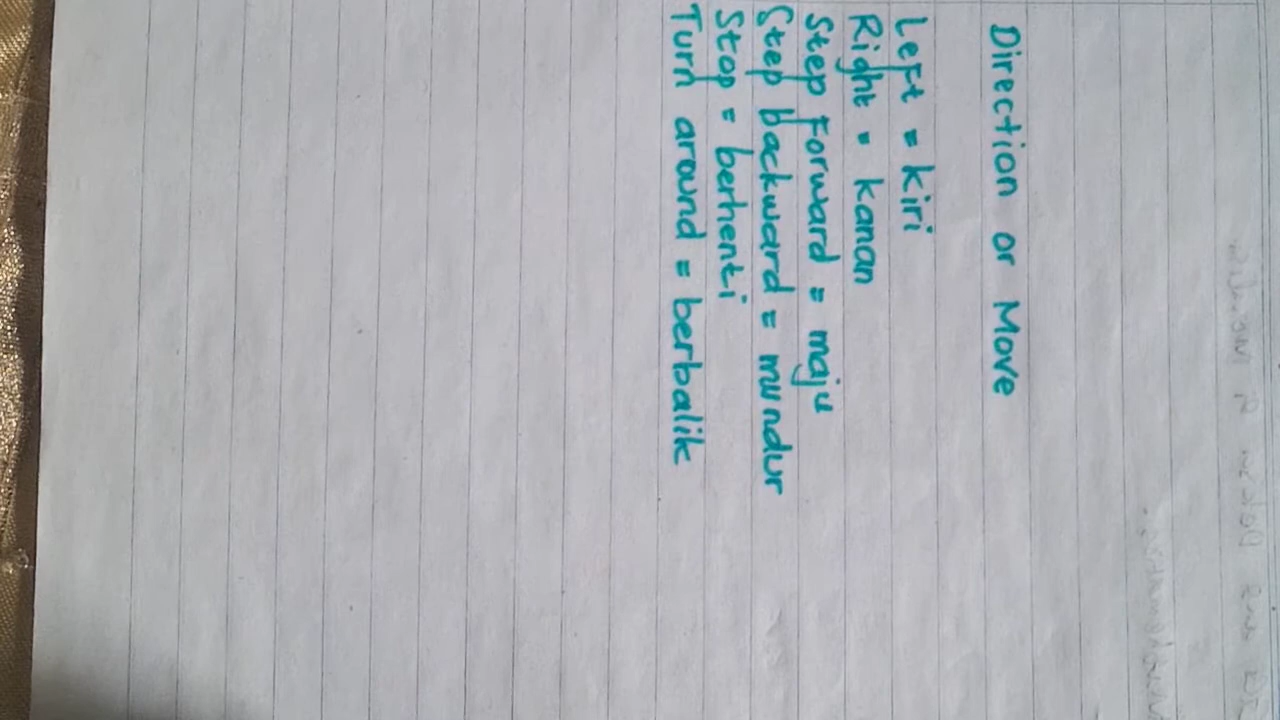 Direction or Move
Left = kiri
Right = kanan
Step Forward = maju
Step backward = mundur
Stop = berhenti
Turn around = berbalik